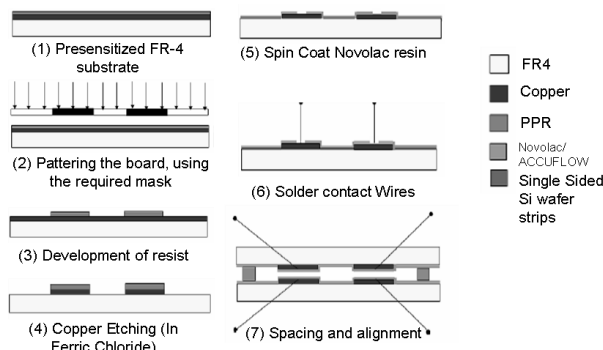 (1) Presensitized FR-4
substrate
(2) Pattering the board, using
the required mask
(3) Development of resist
(4) Copper Etching (In
Ferric Chloride)
(5) Spin Coat Novolac resin
(6) Solder contact Wires
(7) Spacing and alignment
FR4
Copper
PPR
Novolac/
ACCUFLOW
Single Sided
Si wafer
strips